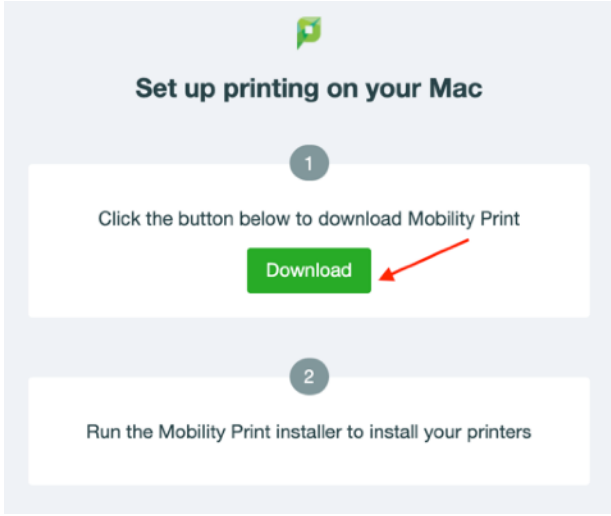 Set up printing on your Mac
1
Click the button below to download Mobility Print
Download
2
Run the Mobility Print installer to install your printers